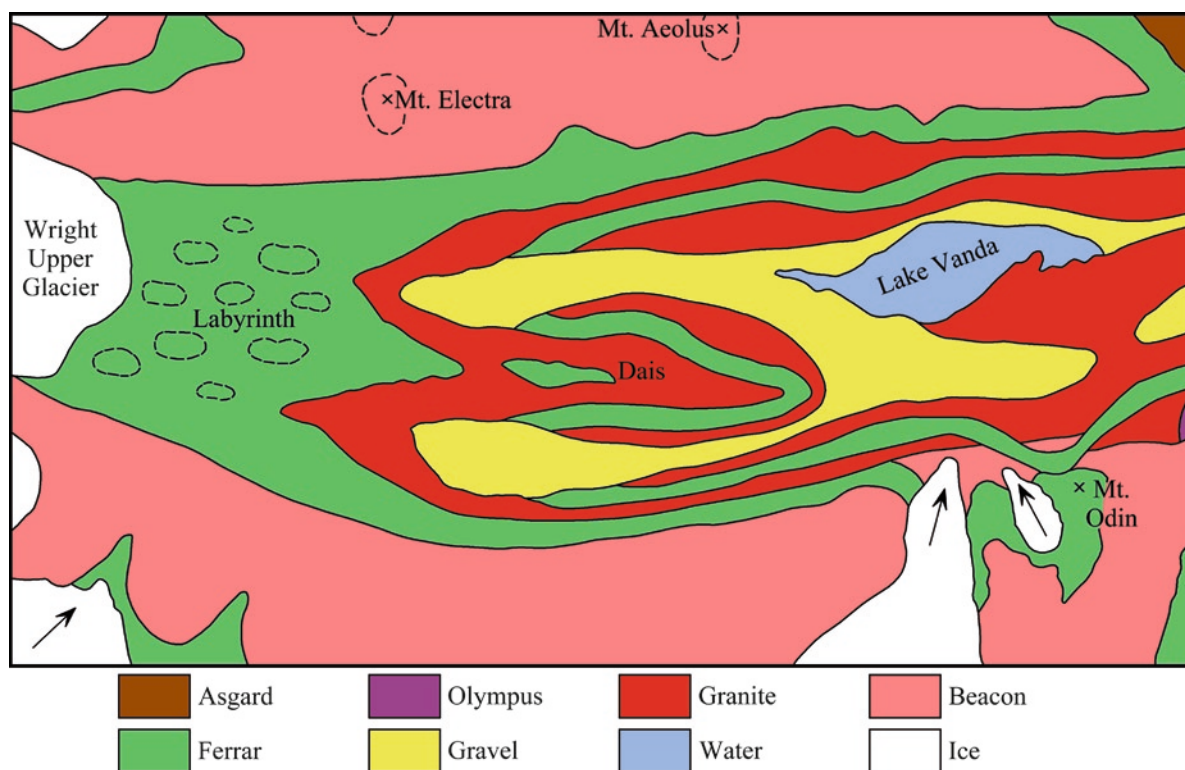 Mt. Aeolus
Mt. Electra
Wright
Upper
Glacier
Lake Vanda
Labyrinth
Dais
Mt.
Odin
Asgard
Olympus
Granite
Beacon
Ferrar
Gravel
Water
Ice